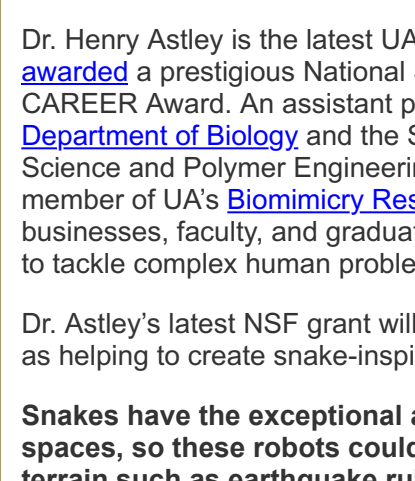 Dr. Henry Astley is the latest UA
awarded a prestigious National
CAREER Award. An assistant p
Department of Biology and the S
Science and Polymer Engineeri
member of UA's Biomimicry Res
businesses, faculty, and gradua
to tackle complex human proble
Dr. Astley's latest NSF grant will
as helping to create snake-inspi
Snakes have the exceptional a
spaces, so these robots could
terrain such as earthquake ru